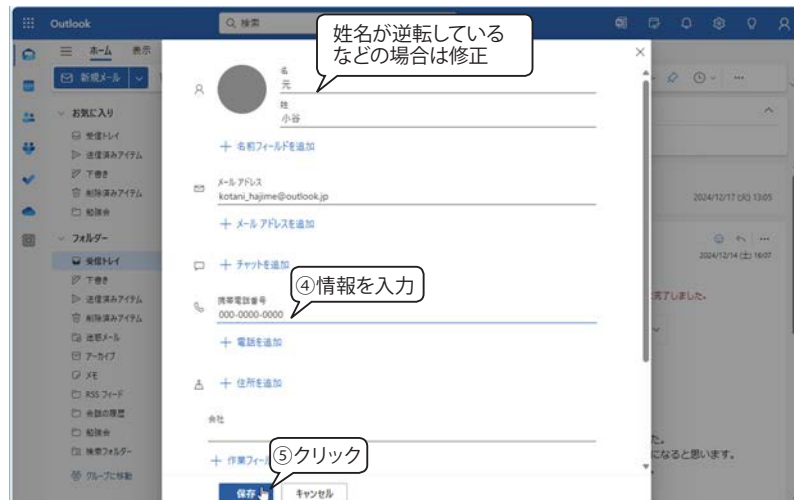 Outlook
検索
姓名が逆転している
などの場合は修正
ホーム 表示
新規メール
お気に入り
受信トレイ
送信済みアイテム
下書き
削除済みアイテム
勉強会
フォルダー
受信トレイ
下書き
送信済みアイテム
削除済みアイテム
迷惑メール
アーカイブ
メモ
RSS フィード
会話の履歴
勉強会
検索フォルダー
グループに移動
名
元
姓
小谷
名前フィールドを追加
メール アドレス
kotani_hajime@outlook.jp
メール アドレスを追加
チャットを追加
④情報を入力
携帯電話番号
000-0000-0000
電話を追加
住所を追加
会社
作業フィー
⑤クリック
保存 キャンセル
2024/12/17 (火) 13:05
2024/12/14 (土) 16:07
完了しました。
た。
になると思います。